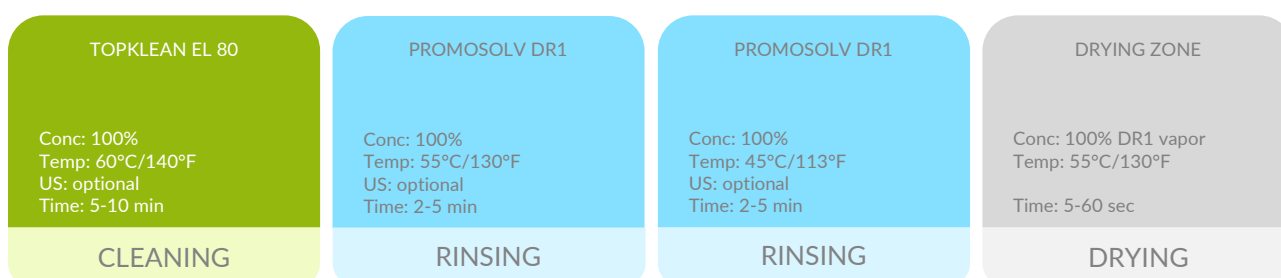 TOPKLEAN EL 80
Conc: 100%
Temp: 60°C/140°F
US: optional
Time: 5-10 min
CLEANING
PROMOSOLV DR1
Conc: 100%
Temp: 55°C/130°F
US: optional
Time: 2-5 min
RINSING
PROMOSOLV DR1
Conc: 100%
Temp: 45°C/113°F
US: optional
Time: 2-5 min
RINSING
DRYING ZONE
Conc: 100% DR1 vapor
Temp: 55°C/130°F
Time: 5-60 sec
DRYING